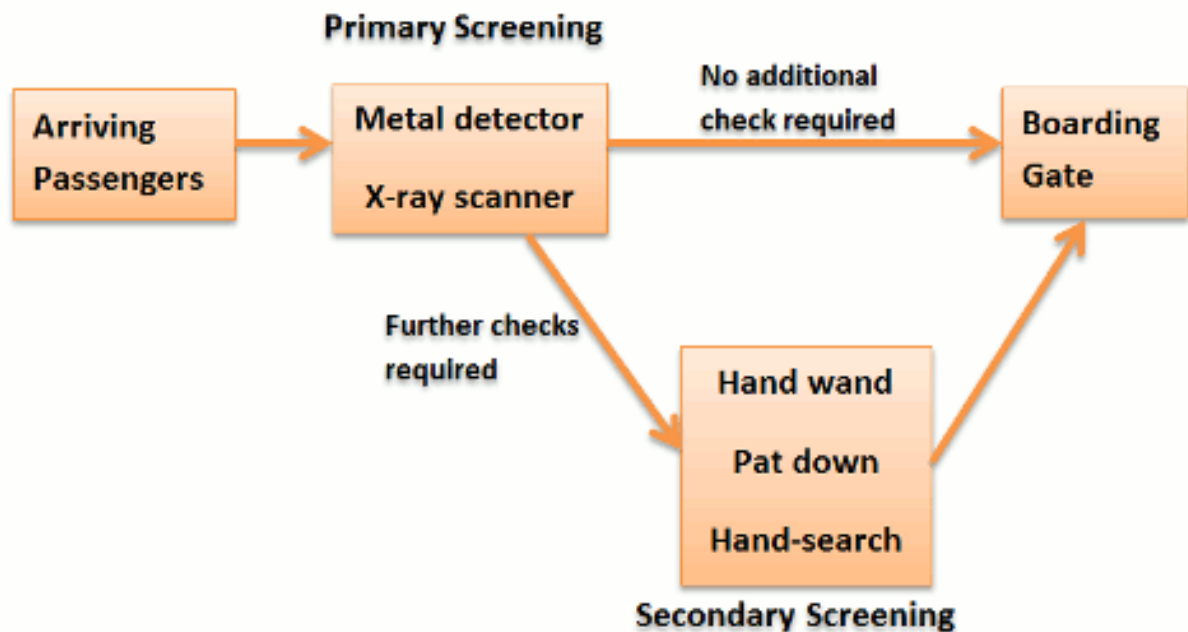 Primary Screening
Arriving
Passengers
Metal detector
X-ray scanner
No additional
check required
Boarding
Gate
Further checks
required
Hand wand
Pat down
Hand-search
Secondary Screening